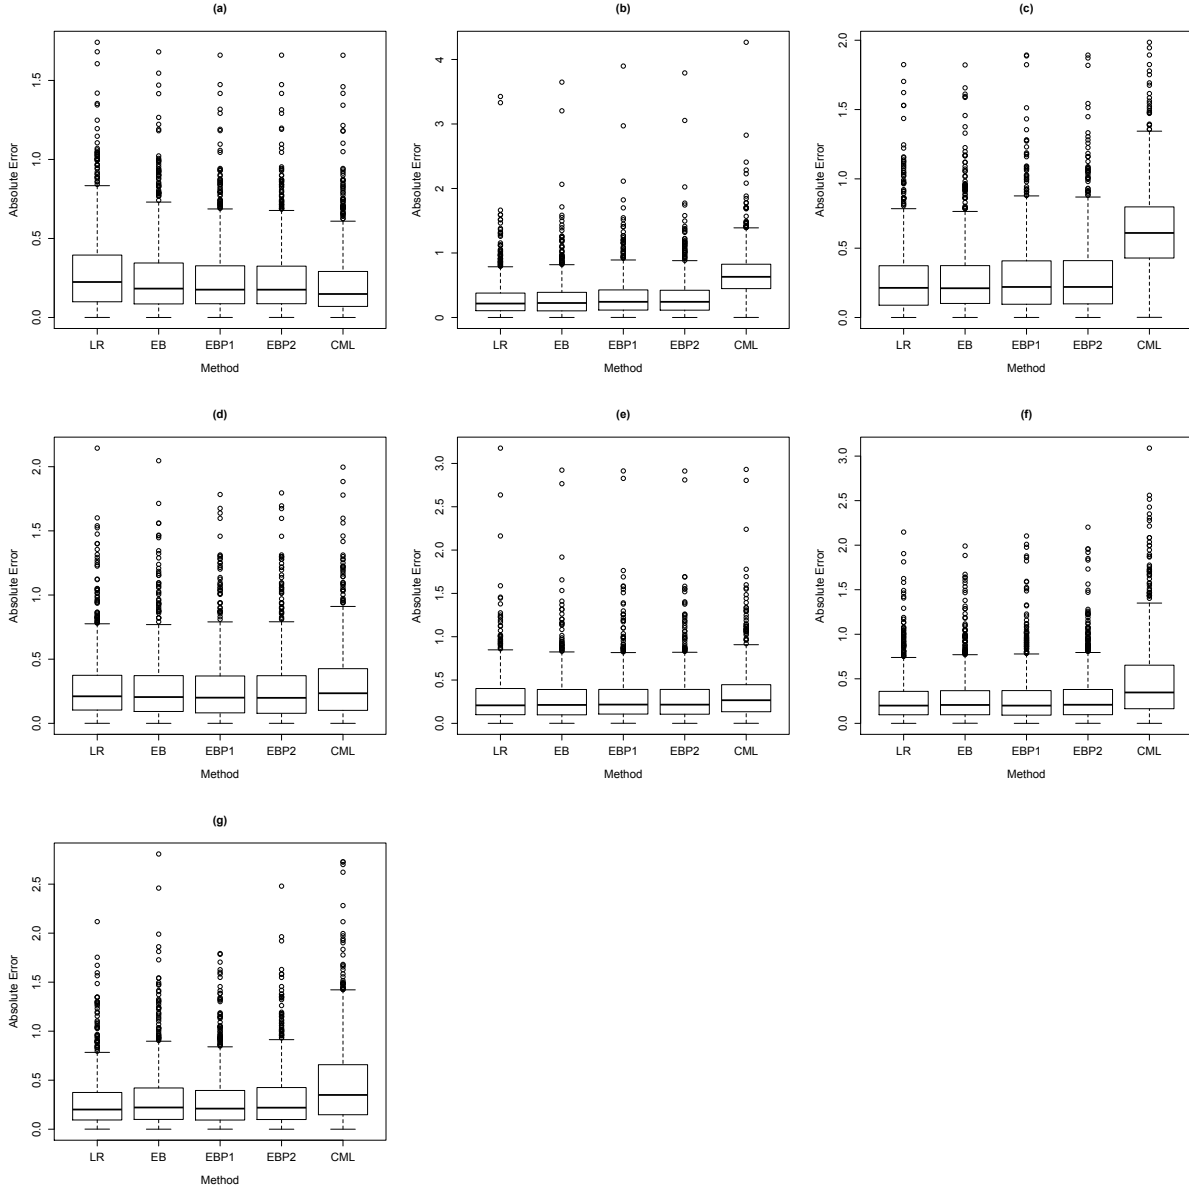 (a)
Absolute Error
0.0 0.5 1.0 1.5
LR EB EBP1 EBP2 CML
Method
(b)
Absolute Error
0 1 2 3 4
LR EB EBP1 EBP2 CML
Method
(c)
Absolute Error
0.0 0.5 1.0 1.5 2.0
LR EB EBP1 EBP2 CML
Method
(d)
Absolute Error
0.0 0.5 1.0 1.5 2.0
LR EB EBP1 EBP2 CML
Method
(e)
Absolute Error
0.0 0.5 1.0 1.5 2.0 2.5 3.0
LR EB EBP1 EBP2 CML
Method
(f)
Absolute Error
0.0 0.5 1.0 1.5 2.0 2.5 3.0
LR EB EBP1 EBP2 CML
Method
(g)
Absolute Error
0.0 0.5 1.0 1.5 2.0 2.5
LR EB EBP1 EBP2 CML
Method